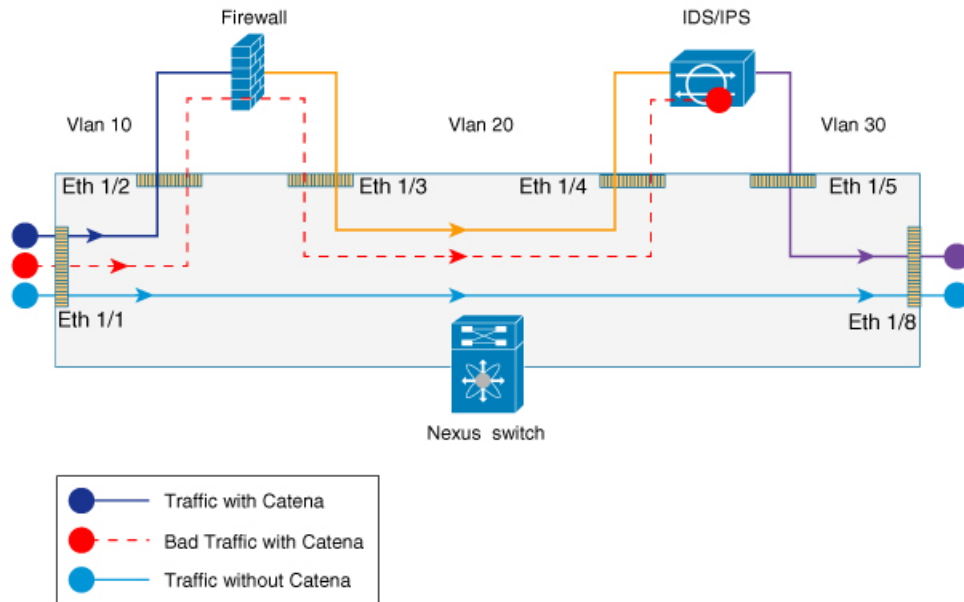 Firewall
IDS/IPS
Vlan 10
Vlan 20
Vlan 30
Eth 1/2
Eth 1/3
Eth 1/4
Eth 1/5
Eth 1/1
Eth 1/8
Nexus switch
Traffic with Catena
Bad Traffic with Catena
Traffic without Catena